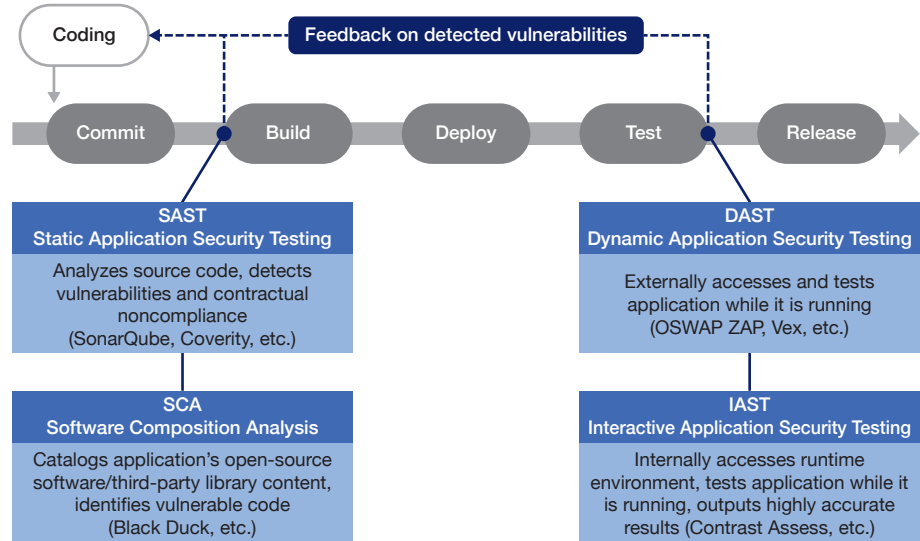 Coding
Feedback on detected vulnerabilities
Commit
Build
Deploy
Test
Release
SAST
Static Application Security Testing
Analyzes source code, detects
vulnerabilities and contractual
noncompliance
(SonarQube, Coverity, etc.)
SCA
Software Composition Analysis
Catalogs application's open-source
software/third-party library content,
identifies vulnerable code
(Black Duck, etc.)
DAST
Dynamic Application Security Testing
Externally accesses and tests
application while it is running
(OSWAP ZAP, Vex, etc.)
IAST
Interactive Application Security Testing
Internally accesses runtime
environment, tests application while it
is running, outputs highly accurate
results (Contrast Assess, etc.)